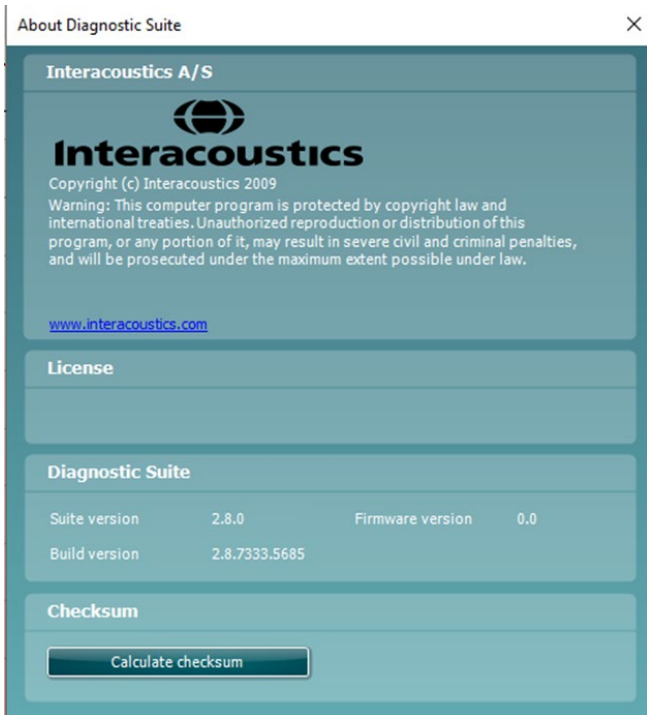 About Diagnostic Suite
Interacoustics A/S
Interacoustics
Copyright (c) Interacoustics 2009
Warning: This computer program is protected by copyright law and
international treaties. Unauthorized reproduction or distribution of this
program, or any portion of it, may result in severe civil and criminal penalties,
and will be prosecuted under the maximum extent possible under law.
www.interacoustics.com
License
Diagnostic Suite
Suite version 2.8.0 Firmware version 0.0
Build version 2.8.7333.5685
Checksum
Calculate checksum